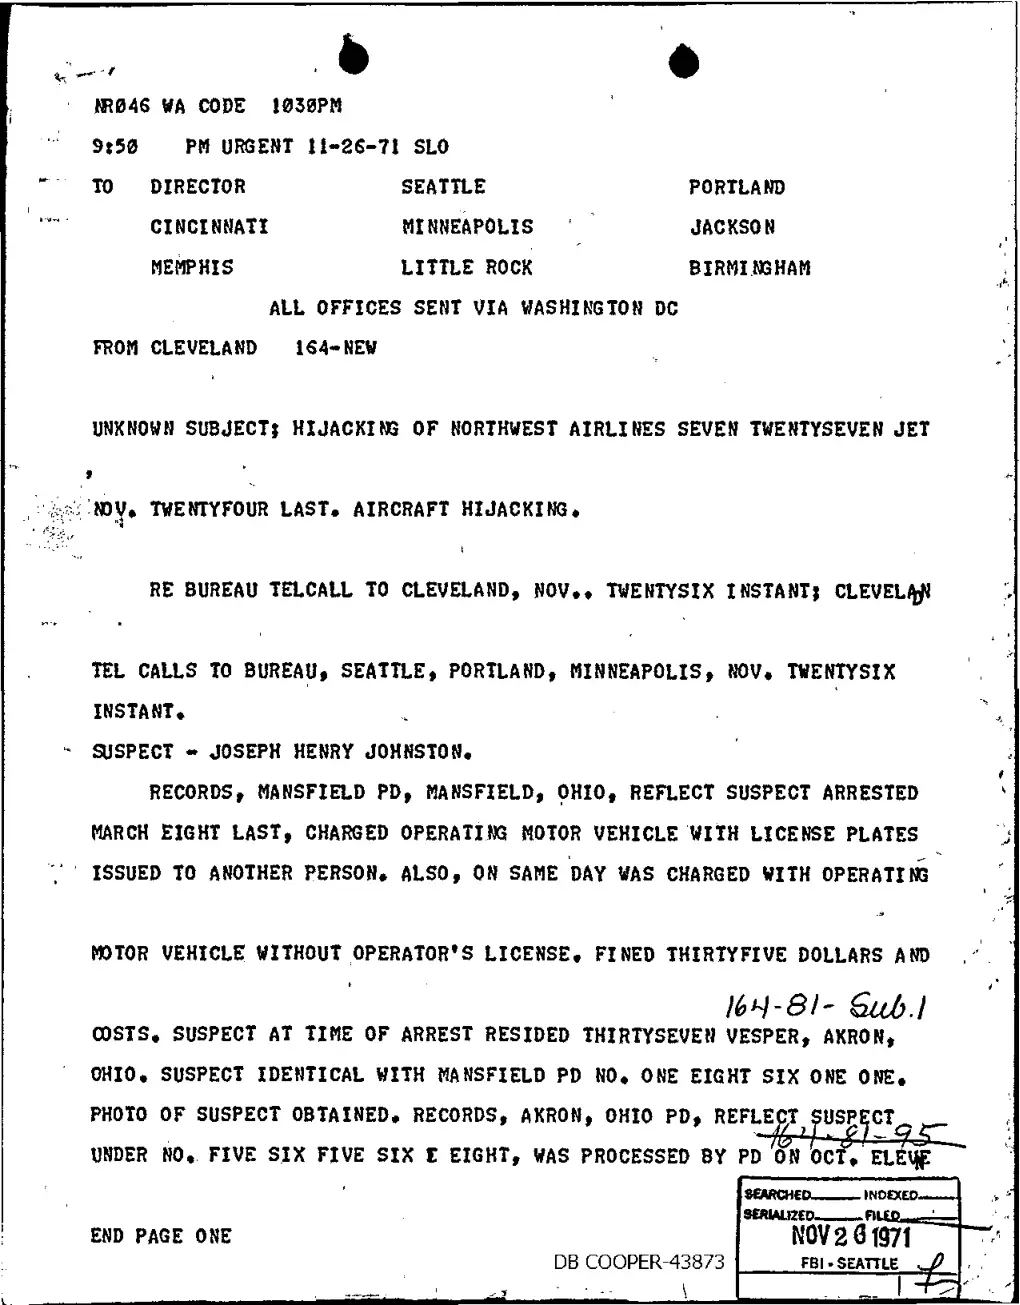 NR046 WA CODE 1030PM
9:50 PM URGENT 11-26-71 SLO
TO DIRECTOR SEATTLE PORTLAND
CINCINNATI MINNEAPOLIS JACKSON
MEMPHIS LITTLE ROCK BIRMINGHAM
ALL OFFICES SENT VIA WASHINGTON DC
FROM CLEVELAND 164-NEW
UNKNOWN SUBJECT; HIJACKING OF NORTHWEST AIRLINES SEVEN TWENTYSEVEN JET
,
NOV. TWENTYFOUR LAST. AIRCRAFT HIJACKING.
RE BUREAU TELCALL TO CLEVELAND, NOV.. TWENTYSIX INSTANT; CLEVELAND
TEL CALLS TO BUREAU, SEATTLE, PORTLAND, MINNEAPOLIS, NOV. TWENTYSIX
INSTANT.
SUSPECT - JOSEPH HENRY JOHNSTON.
RECORDS, MANSFIELD PD, MANSFIELD, OHIO, REFLECT SUSPECT ARRESTED
MARCH EIGHT LAST, CHARGED OPERATING MOTOR VEHICLE WITH LICENSE PLATES
ISSUED TO ANOTHER PERSON. ALSO, ON SAME DAY WAS CHARGED WITH OPERATING
MOTOR VEHICLE WITHOUT OPERATOR'S LICENSE. FINED THIRTYFIVE DOLLARS AND
164-81-Sub.1
COSTS. SUSPECT AT TIME OF ARREST RESIDED THIRTYSEVEN VESPER, AKRON,
OHIO. SUSPECT IDENTICAL WITH MANSFIELD PD NO. ONE EIGHT SIX ONE ONE.
PHOTO OF SUSPECT OBTAINED. RECORDS, AKRON, OHIO PD, REFLECT SUSPECT
164-81-95
UNDER NO. FIVE SIX FIVE SIX E EIGHT, WAS PROCESSED BY PD ON OCT. ELEVE
SEARCHED INDEXED
SERIALIZED FILED
END PAGE ONE
NOV 26 1971
DB COOPER-43873
FBI - SEATTLE